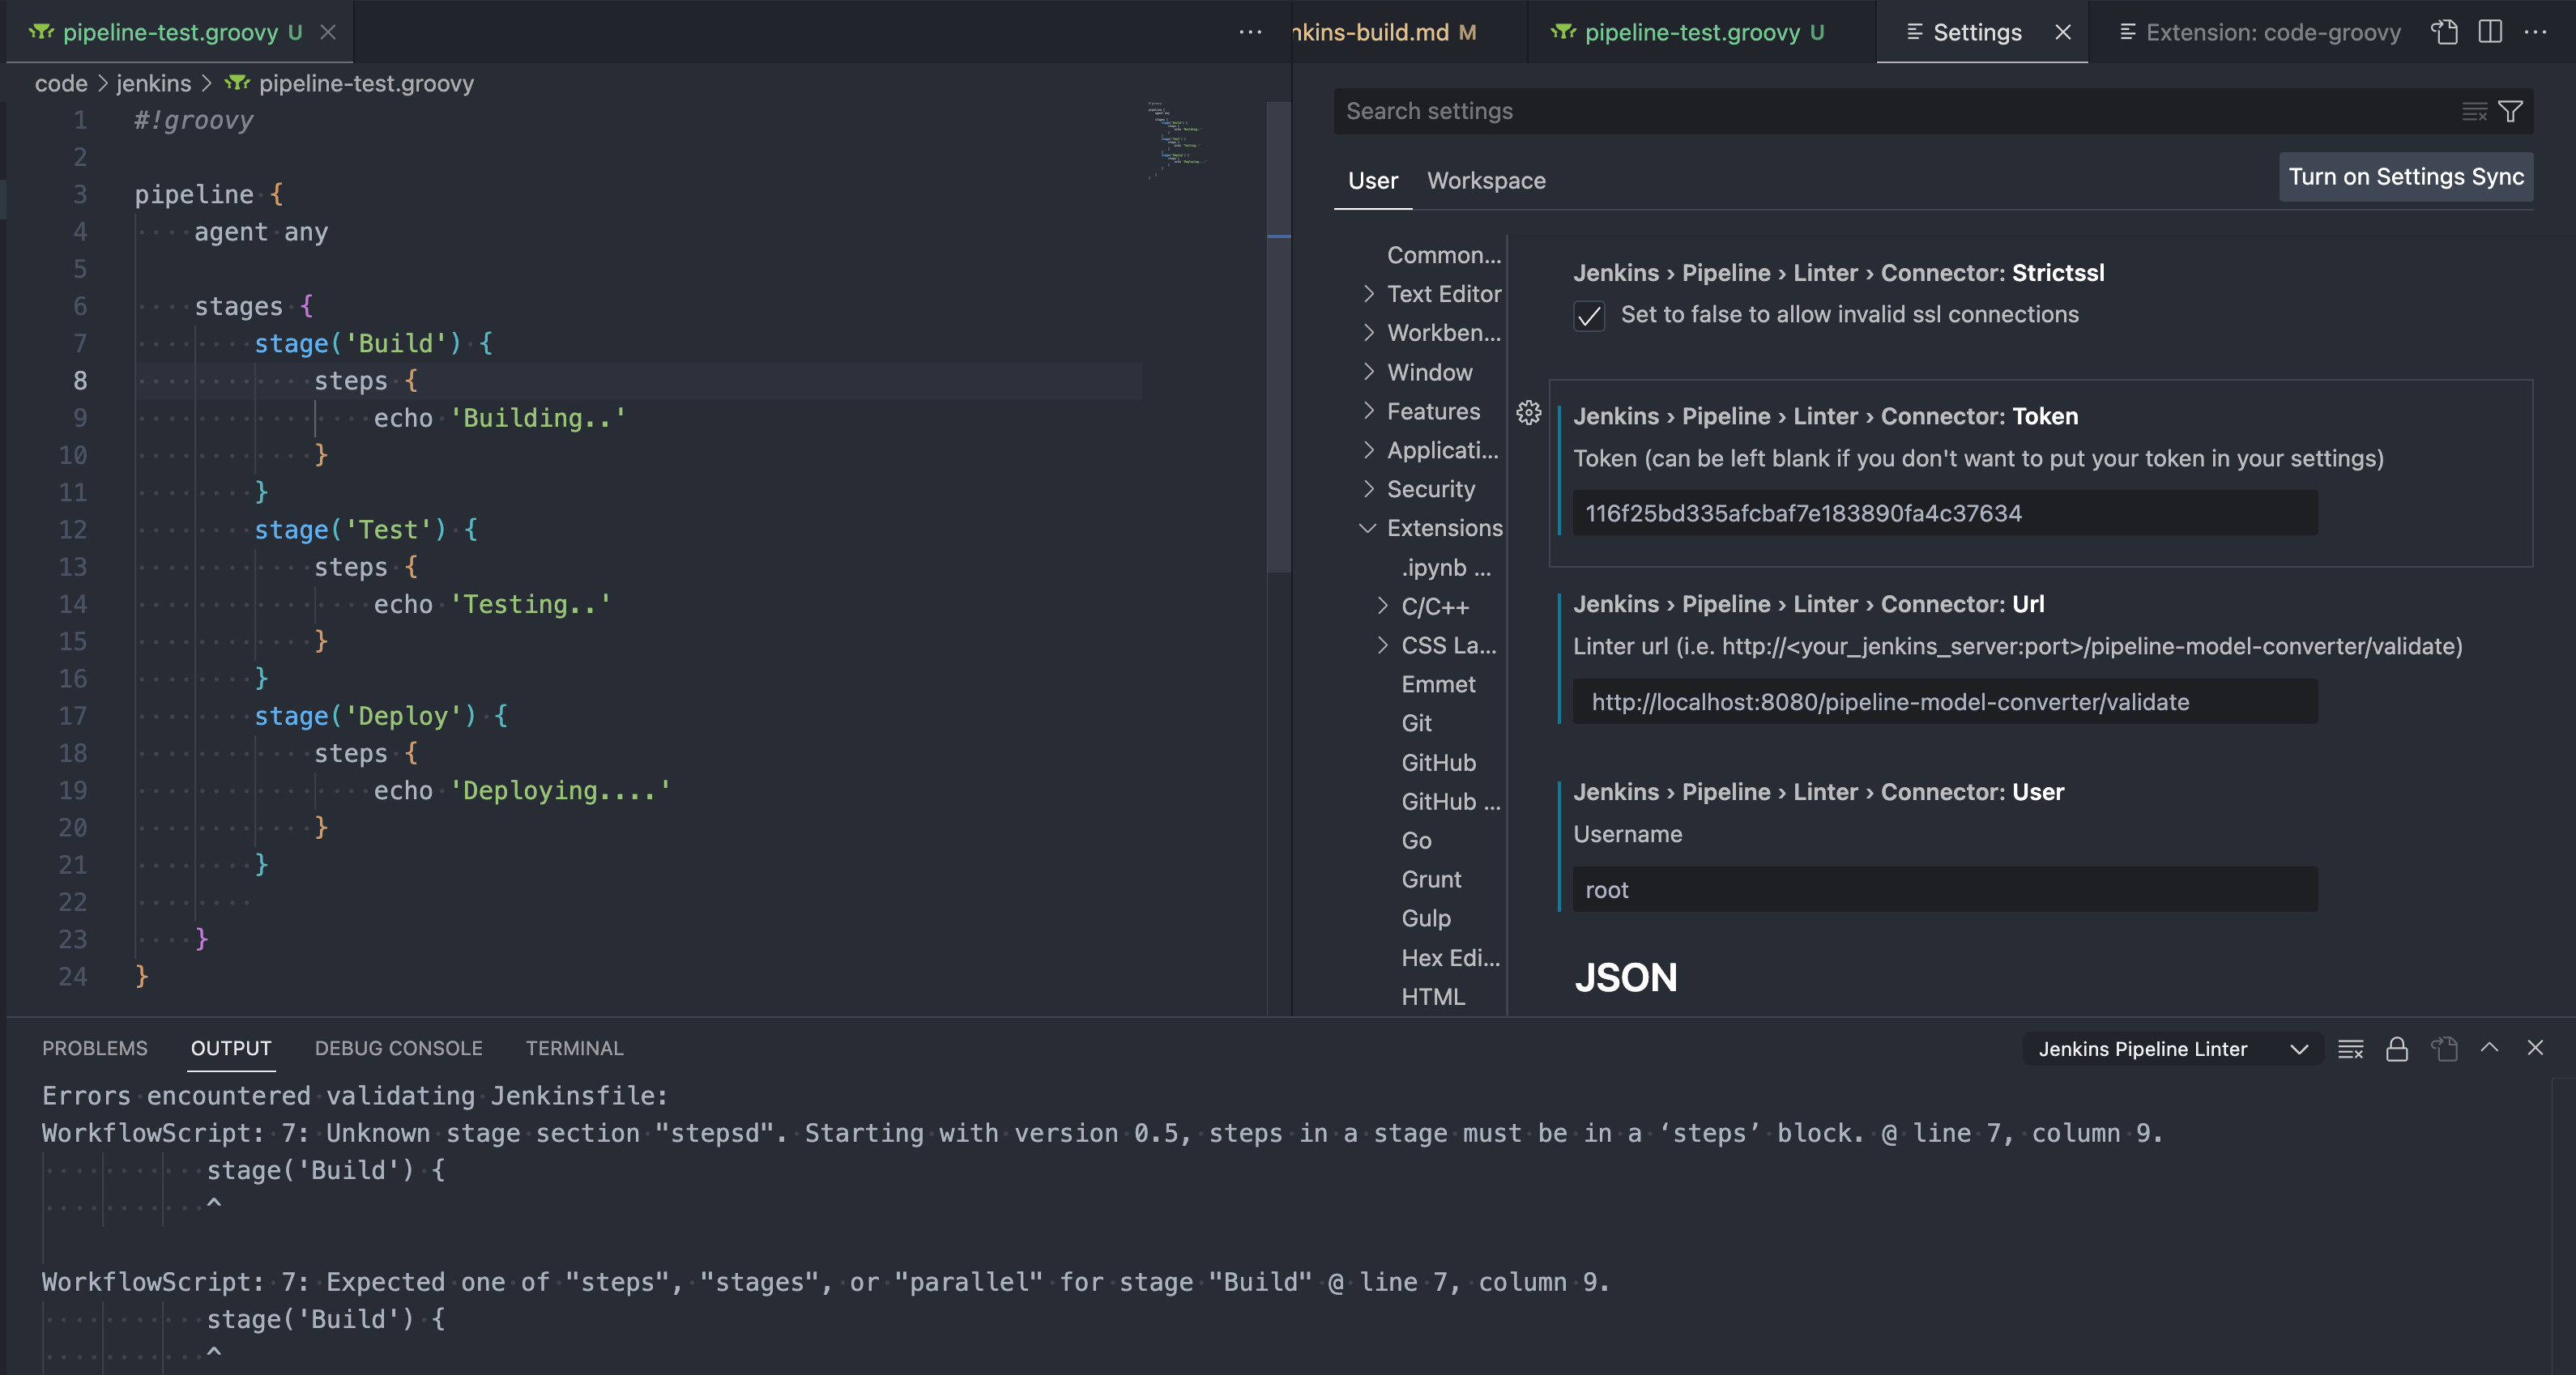 pipeline-test.groovy U
nkins-build.md M
pipeline-test.groovy U
Settings
Extension: code-groovy
code > jenkins > pipeline-test.groovy
1 #!groovy
2
3 pipeline {
4     agent any
5
6     stages {
7         stage('Build') {
8             steps {
9                 echo 'Building..'
10             }
11         }
12         stage('Test') {
13             steps {
14                 echo 'Testing..'
15             }
16         }
17         stage('Deploy') {
18             steps {
19                 echo 'Deploying....'
20             }
21         }
22
23     }
24 }
Search settings
User Workspace
Turn on Settings Sync
Common...
Text Editor
Workben...
Window
Features
Applicati...
Security
Extensions
.ipynb ...
C/C++
CSS La...
Emmet
Git
GitHub
GitHub ...
Go
Grunt
Gulp
Hex Edi...
HTML
Jenkins › Pipeline › Linter › Connector: Strictssl
Set to false to allow invalid ssl connections
Jenkins › Pipeline › Linter › Connector: Token
Token (can be left blank if you don't want to put your token in your settings)
116f25bd335afcbaf7e183890fa4c37634
Jenkins › Pipeline › Linter › Connector: Url
Linter url (i.e. http://<your_jenkins_server:port>/pipeline-model-converter/validate)
http://localhost:8080/pipeline-model-converter/validate
Jenkins › Pipeline › Linter › Connector: User
Username
root
JSON
PROBLEMS OUTPUT DEBUG CONSOLE TERMINAL
Jenkins Pipeline Linter
Errors encountered validating Jenkinsfile:
WorkflowScript: 7: Unknown stage section "stepsd". Starting with version 0.5, steps in a stage must be in a ‘steps’ block. @ line 7, column 9.
stage('Build') {
^
WorkflowScript: 7: Expected one of "steps", "stages", or "parallel" for stage "Build" @ line 7, column 9.
stage('Build') {
^